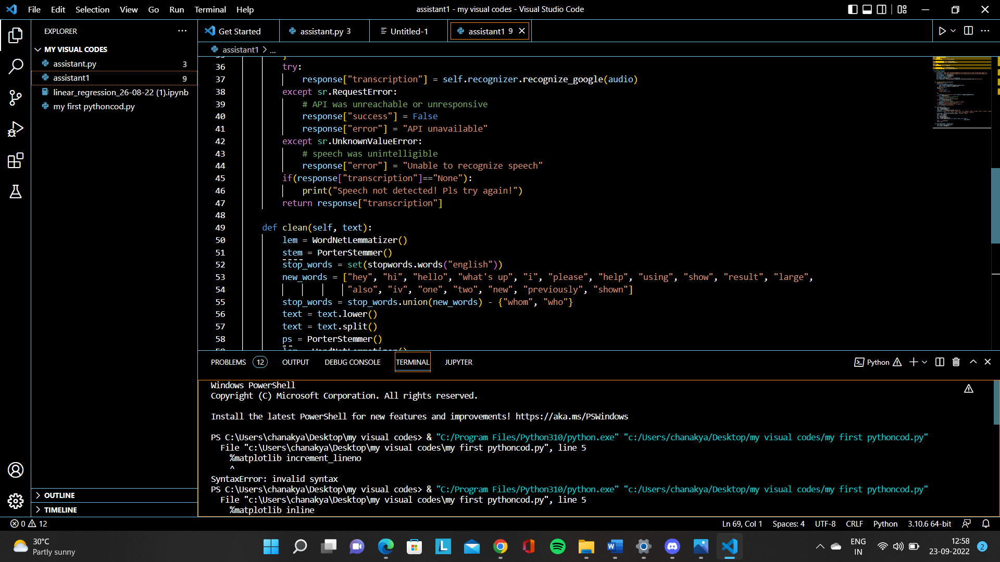 File Edit Selection View Go Run Terminal Help
assistant1 - my visual codes - Visual Studio Code
EXPLORER
MY VISUAL CODES
assistant.py 3
assistant1 9
linear_regression_26-08-22 (1).ipynb
my first pythoncod.py
OUTLINE
TIMELINE
Get Started
assistant.py 3
Untitled-1
assistant1 9
assistant1 > ...
36 try:
37 response["transcription"] = self.recognizer.recognize_google(audio)
38 except sr.RequestError:
39 # API was unreachable or unresponsive
40 response["success"] = False
41 response["error"] = "API unavailable"
42 except sr.UnknownValueError:
43 # speech was unintelligible
44 response["error"] = "Unable to recognize speech"
45 if(response["transcription"]=="None"):
46 print("Speech not detected! Pls try again!")
47 return response["transcription"]
48
49 def clean(self, text):
50 lem = WordNetLemmatizer()
51 stem = PorterStemmer()
52 stop_words = set(stopwords.words("english"))
53 new_words = ["hey", "hi", "hello", "what's up", "i", "please", "help", "using", "show", "result", "large",
54 "also", "iv", "one", "two", "new", "previously", "shown"]
55 stop_words = stop_words.union(new_words) - {"whom", "who"}
56 text = text.lower()
57 text = text.split()
58 ps = PorterStemmer()
PROBLEMS 12 OUTPUT DEBUG CONSOLE TERMINAL JUPYTER
Python
Windows PowerShell
Copyright (C) Microsoft Corporation. All rights reserved.
Install the latest PowerShell for new features and improvements! https://aka.ms/PSWindows
PS C:\Users\chanakya\Desktop\my visual codes> & "C:/Program Files/Python310/python.exe" "c:/Users/chanakya/Desktop/my visual codes/my first pythoncod.py"
File "c:\Users\chanakya\Desktop\my visual codes\my first pythoncod.py", line 5
%matplotlib increment_lineno
^
SyntaxError: invalid syntax
PS C:\Users\chanakya\Desktop\my visual codes> & "C:/Program Files/Python310/python.exe" "c:/Users/chanakya/Desktop/my visual codes/my first pythoncod.py"
File "c:\Users\chanakya\Desktop\my visual codes\my first pythoncod.py", line 5
%matplotlib inline
0 12
Ln 69, Col 1 Spaces: 4 UTF-8 CRLF Python 3.10.6 64-bit
30°C
Partly sunny
L
W
ENG
IN
12:58
23-09-2022
2